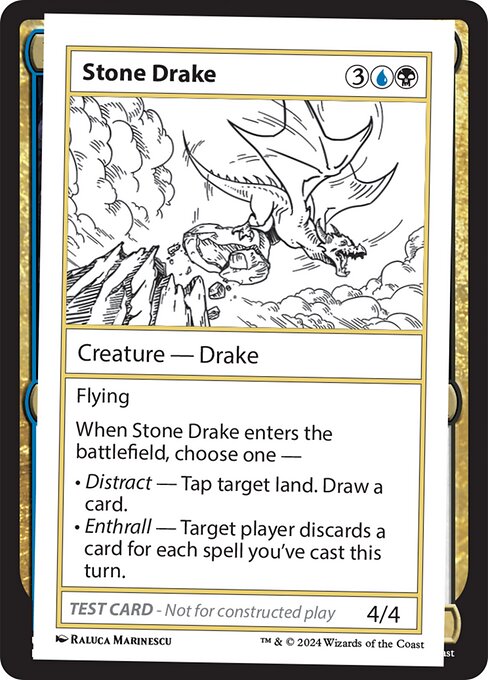 Stone Drake 3
Creature — Drake
Flying
When Stone Drake enters the
battlefield, choose one —
• Distract — Tap target land. Draw a
card.
• Enthrall — Target player discards a
card for each spell you've cast this
turn.
TEST CARD - Not for constructed play 4/4
Raluca Marinescu ™ & © 2024 Wizards of the Coast
ast